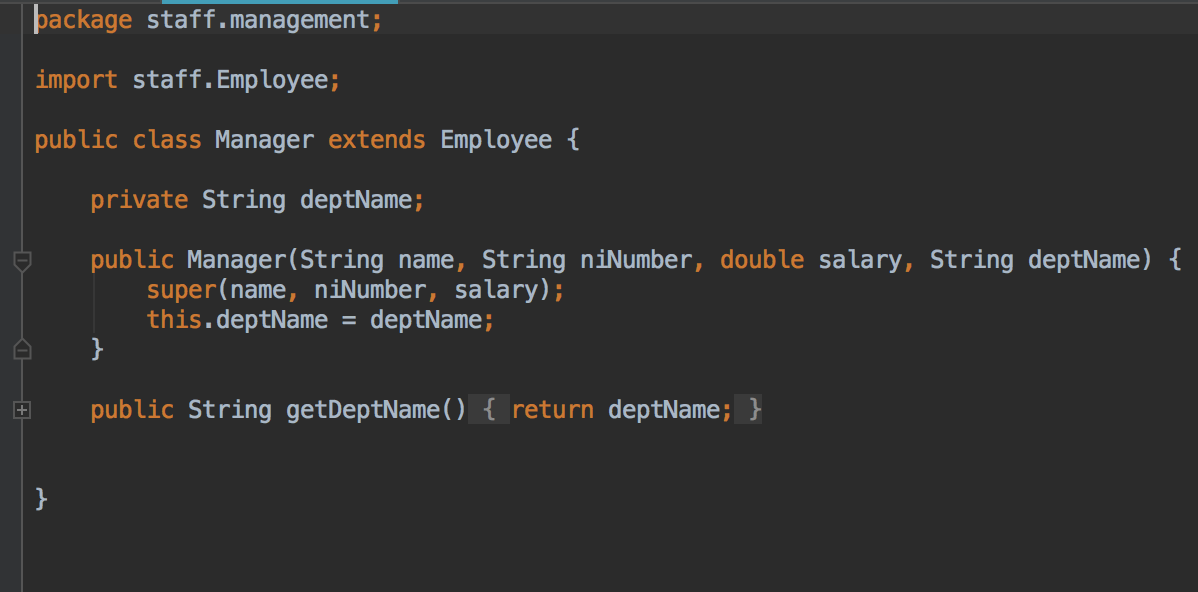 package staff.management;
import staff.Employee;
public class Manager extends Employee {
private String deptName;
public Manager(String name, String niNumber, double salary, String deptName) {
super(name, niNumber, salary);
this.deptName = deptName;
}
public String getDeptName() { return deptName; }
}